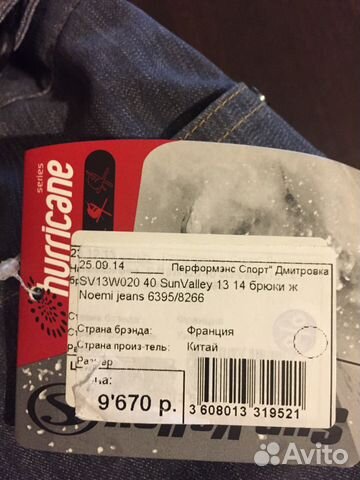 hurricane
series
25.09.14 Перформэнс Спорт" Дмитровка
SV13W020 40 SunValley 13 14 брюки ж
Noemi jeans 6395/8266
Страна брэнда: Франция
Страна произ-тель: Китай
Размер
9'670 р.
3 608013 319521
Avito